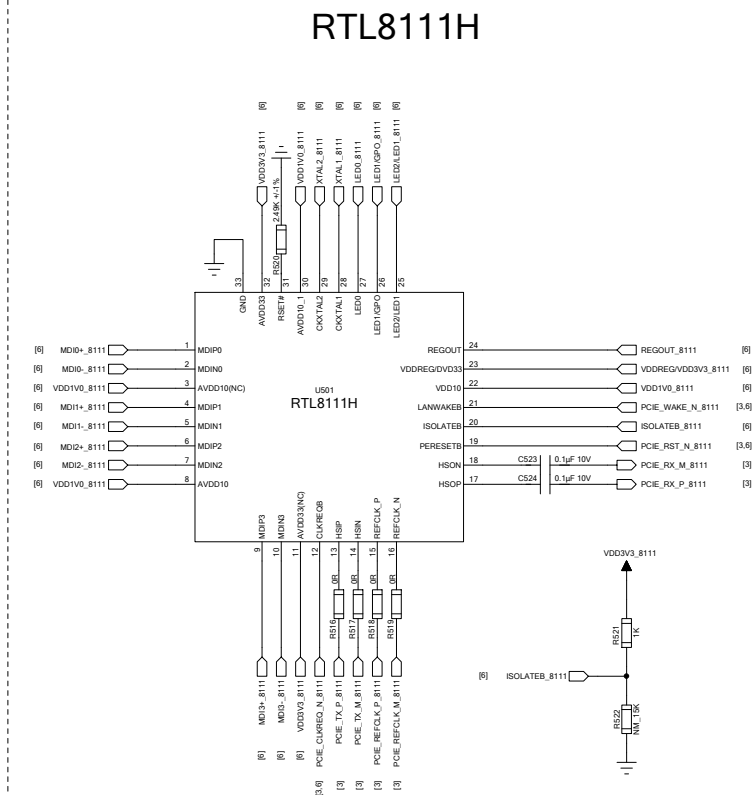 RTL8111H
[6] [6] [6] [6] [6] [6] [6]
VDD3V3_8111
2.49K +/-1%
VDD1V0_8111
XTAL2_8111
XTAL1_8111
LED0_8111
LED1/GPO_8111
LED2/LED1_8111
R520
33 32 31 30 29 28 27 26 25
GND
AVDD33
RSET#
AVDD10_1
CKXTAL2
CKXTAL1
LED0
LED1/GPO
LED2/LED1
[6] MDI0+_8111 1 MDIP0
[6] MDI0-_8111 2 MDIN0
[6] VDD1V0_8111 3 AVDD10(NC)
[6] MDI1+_8111 4 MDIP1
[6] MDI1-_8111 5 MDIN1
[6] MDI2+_8111 6 MDIP2
[6] MDI2-_8111 7 MDIN2
[6] VDD1V0_8111 8 AVDD10
U501
RTL8111H
REGOUT 24 REGOUT_8111 [6]
VDDREG/DVD33 23 VDDREG/VDD3V3_8111 [6]
VDD10 22 VDD1V0_8111 [6]
LANWAKEB 21 PCIE_WAKE_N_8111 [3,6]
ISOLATEB 20 ISOLATEB_8111 [6]
PERESETB 19 PCIE_RST_N_8111 [3,6]
HSON 18 C523 0.1µF 10V PCIE_RX_M_8111 [3]
HSOP 17 C524 0.1µF 10V PCIE_RX_P_8111 [3]
MDIP3
MDIN3
AVDD33(NC)
CLKREQB
HSIP
HSIN
REFCLK_P
REFCLK_N
9 10 11 12 13 14 15 16
0R 0R 0R 0R
R516 R517 R518 R519
MDI3+_8111
MDI3-_8111
VDD3V3_8111
PCIE_CLKREQ_N_8111
PCIE_TX_P_8111
PCIE_TX_M_8111
PCIE_REFCLK_P_8111
PCIE_REFCLK_M_8111
[6] [6] [6] [3,6] [3] [3] [3] [3]
VDD3V3_8111
R521
1K
[6] ISOLATEB_8111
R522
NM_15K